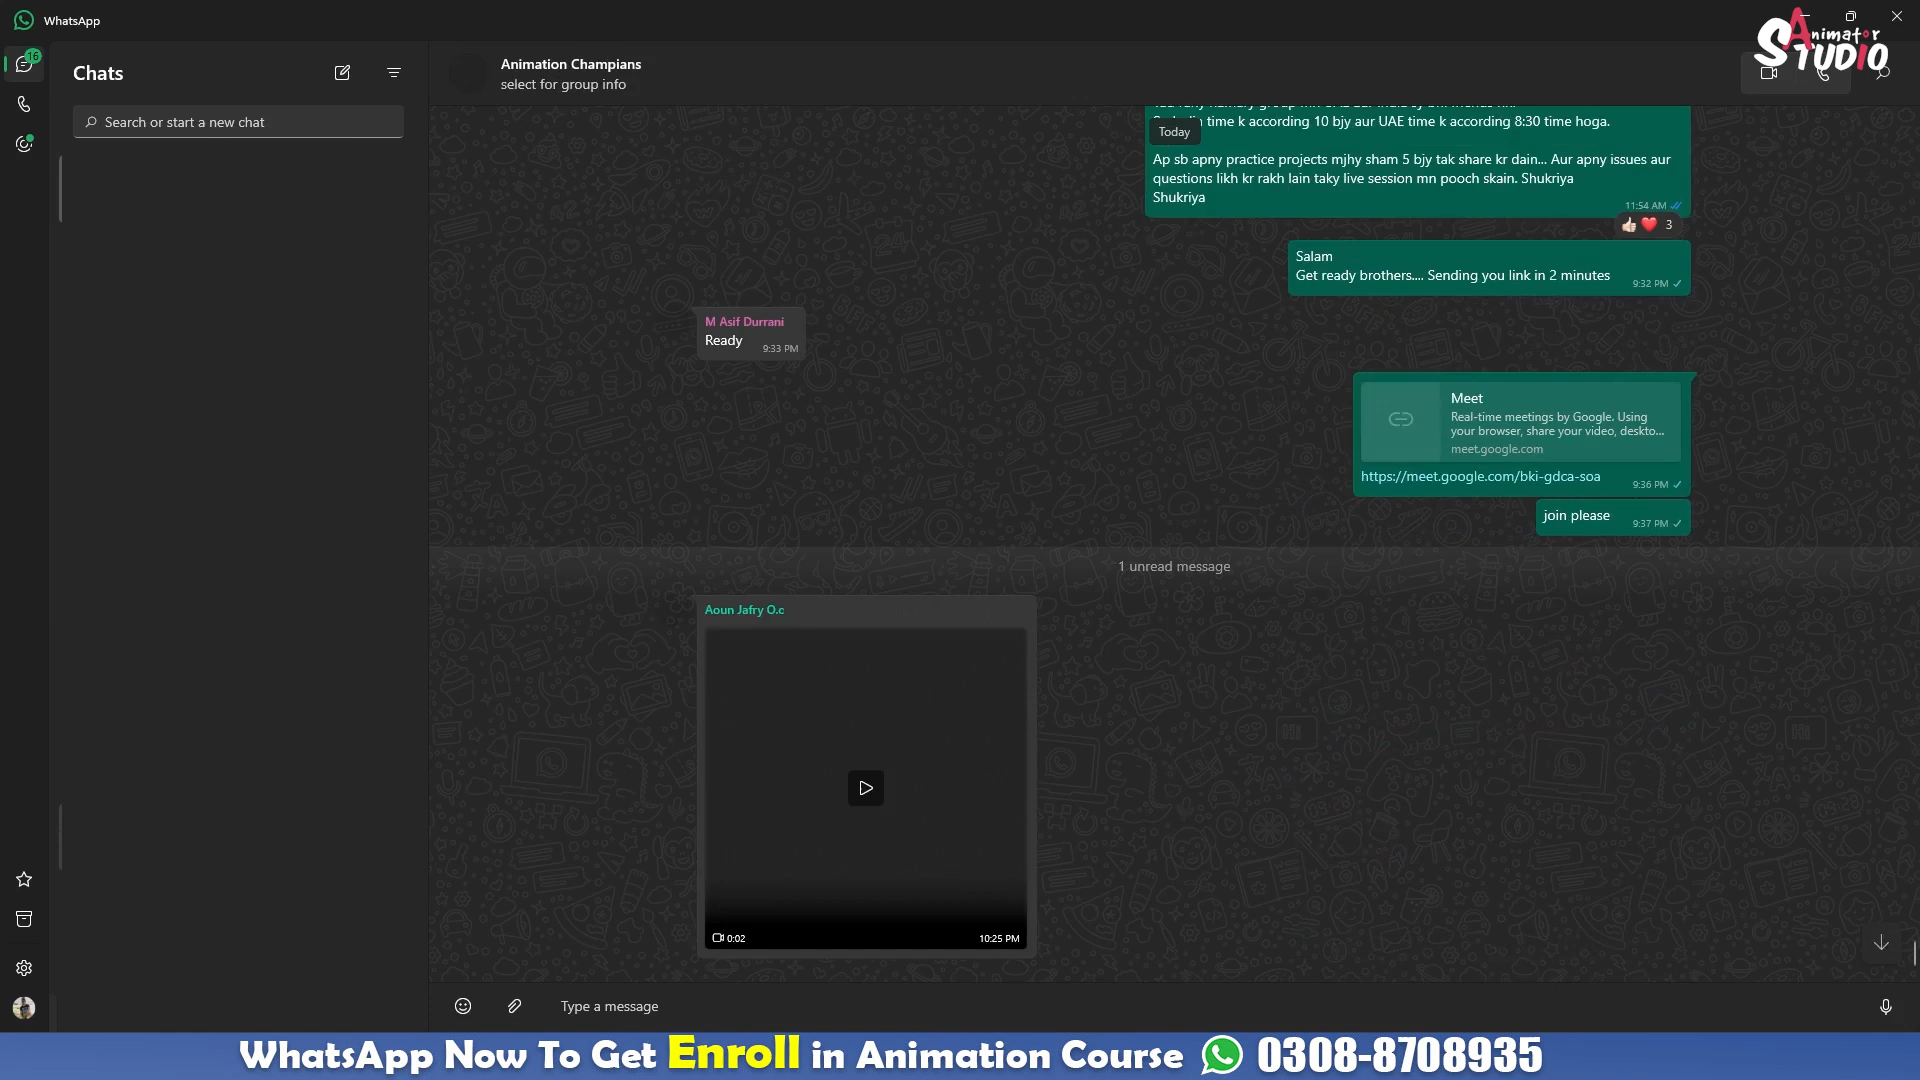 WhatsApp
Animator
STUDIO
16
Chats
Search or start a new chat
Animation Champians
select for group info
time k according 10 bjy aur UAE time k according 8:30 time hoga.
Today
Ap sb apny practice projects mjhy sham 5 bjy tak share kr dain... Aur apny issues aur
questions likh kr rakh lain taky live session mn pooch skain. Shukriya
Shukriya
11:54 AM
3
Salam
Get ready brothers.... Sending you link in 2 minutes
9:32 PM
M Asif Durrani
Ready
9:33 PM
Meet
Real-time meetings by Google. Using
your browser, share your video, deskto...
meet.google.com
https://meet.google.com/bki-gdca-soa
9:36 PM
join please
9:37 PM
1 unread message
Aoun Jafry O.c
0:02
10:25 PM
Type a message
WhatsApp Now To Get Enroll in Animation Course 0308-8708935